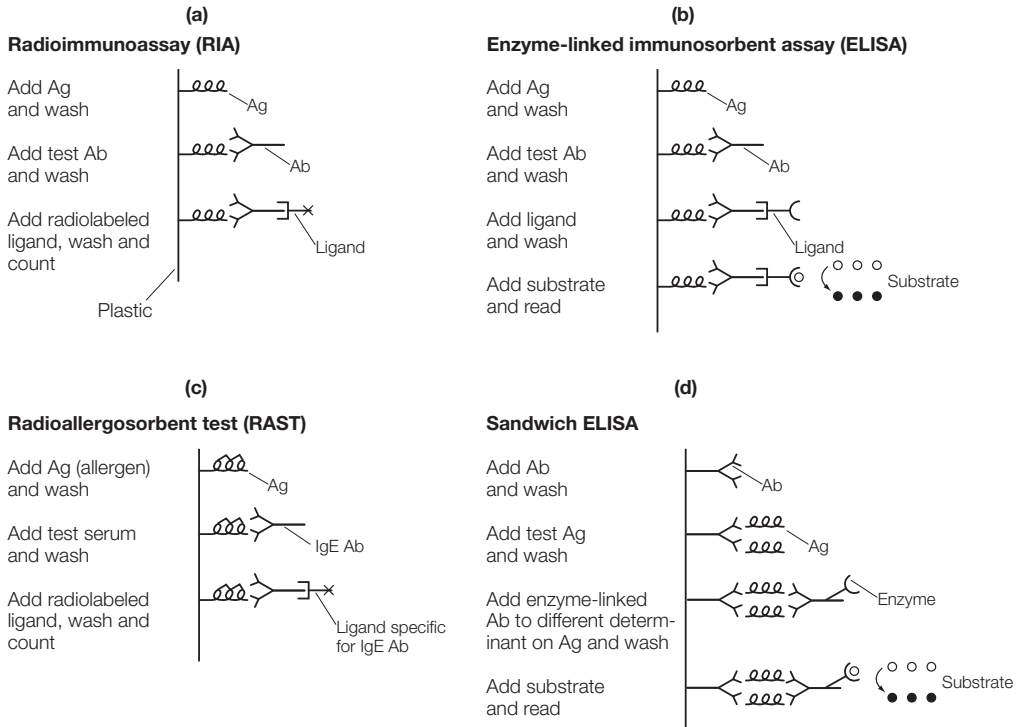 (a)
Radioimmunoassay (RIA)
Add Ag
and wash
Ag
Add test Ab
and wash
Ab
Add radiolabeled
ligand, wash and
count
Ligand
Plastic
(b)
Enzyme-linked immunosorbent assay (ELISA)
Add Ag
and wash
Ag
Add test Ab
and wash
Ab
Add ligand
and wash
Ligand
Add substrate
and read
Substrate
(c)
Radioallergosorbent test (RAST)
Add Ag (allergen)
and wash
Ag
Add test serum
and wash
IgE Ab
Add radiolabeled
ligand, wash and
count
Ligand specific
for IgE Ab
(d)
Sandwich ELISA
Add Ab
and wash
Ab
Add test Ag
and wash
Ag
Add enzyme-linked
Ab to different determ-
inant on Ag and wash
Enzyme
Add substrate
and read
Substrate